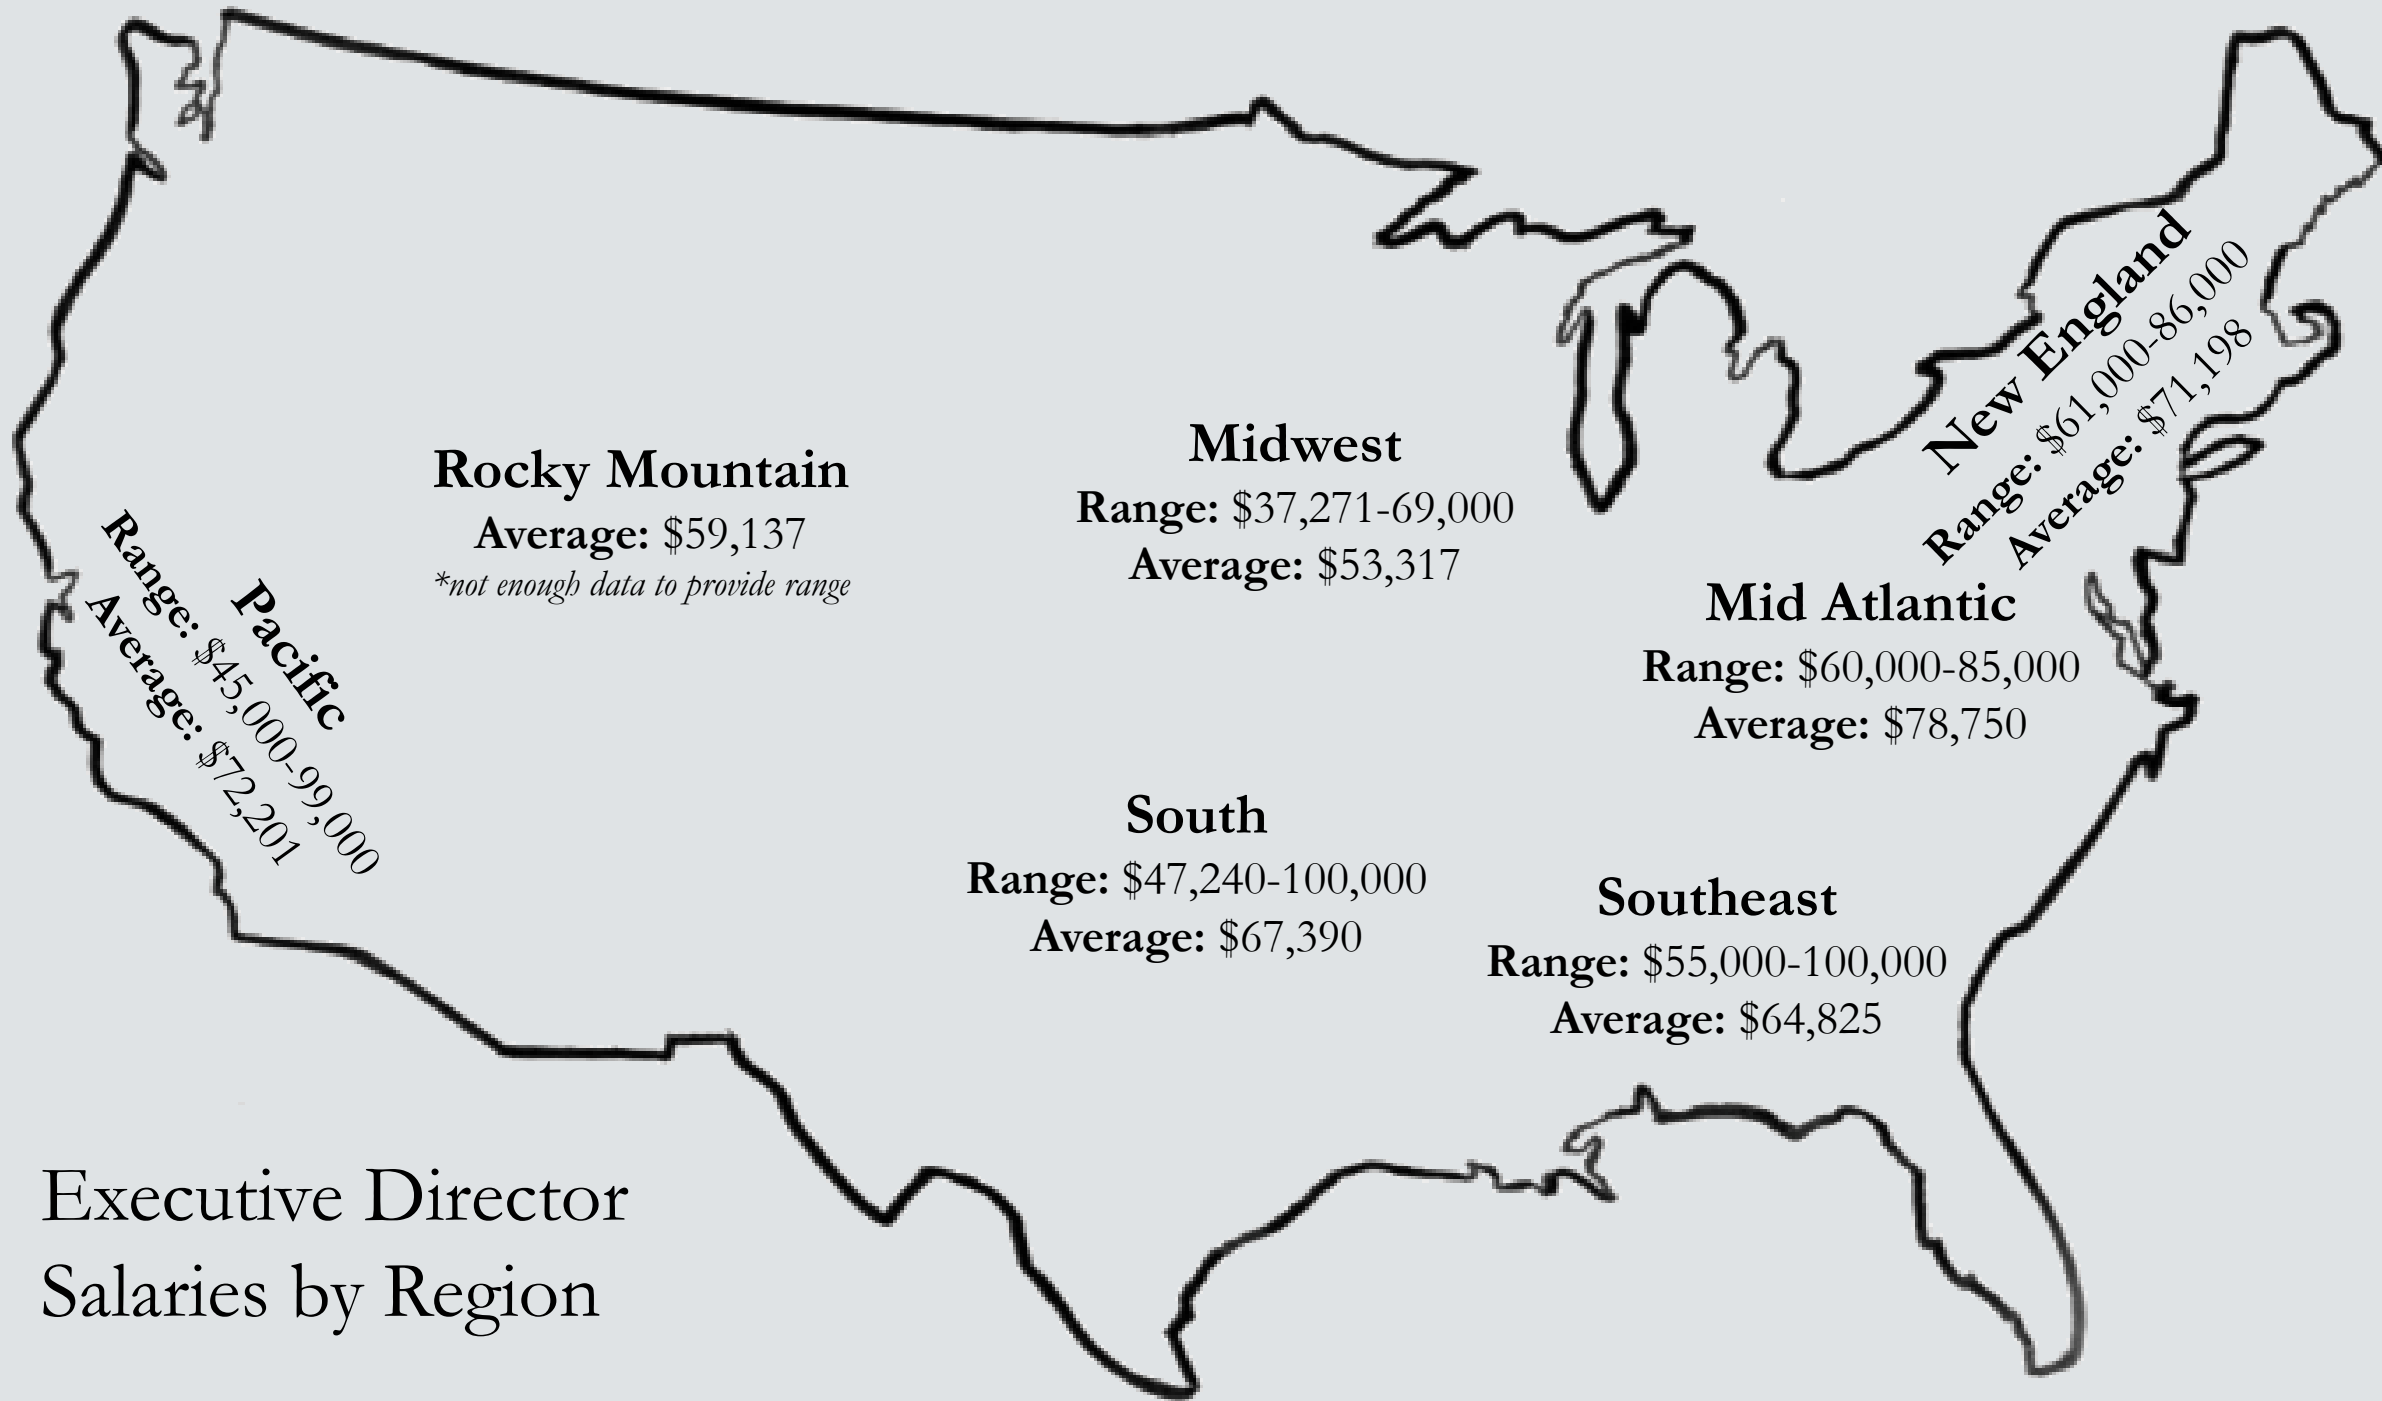 Rocky Mountain
Average: $59,137
*not enough data to provide range
Midwest
Range: $37,271-69,000
Average: $53,317
New England
Range: $61,000-86,000
Average: $71,198
Pacific
Range: $45,000-99,000
Average: $72,201
Mid Atlantic
Range: $60,000-85,000
Average: $78,750
South
Range: $47,240-100,000
Average: $67,390
Southeast
Range: $55,000-100,000
Average: $64,825
Executive Director
Salaries by Region